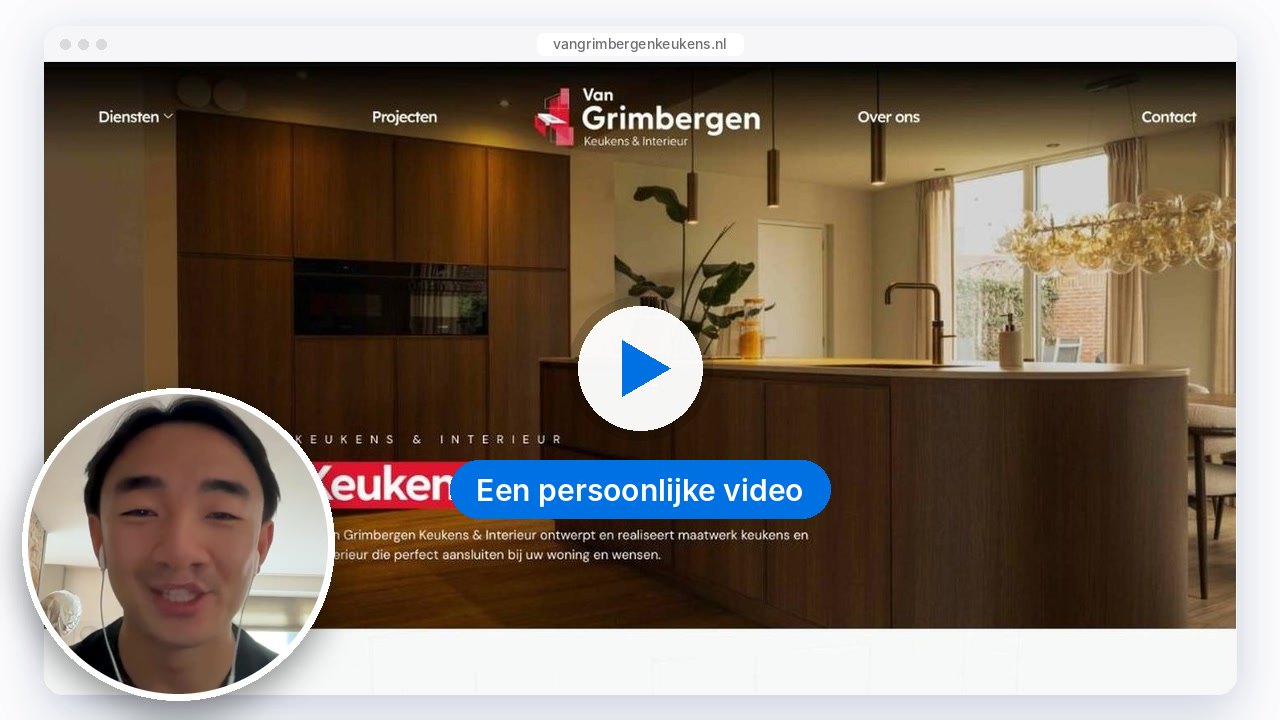 vangrimbergenkeukens.nl
Diensten
Projecten
Van
Grimbergen
Keukens & Interieur
Over ons
Contact
KEUKENS & INTERIEUR
Keuken
Een persoonlijke video
Grimbergen Keukens & Interieur ontwerpt en realiseert maatwerk keukens en
die perfect aansluiten bij uw woning en wensen.